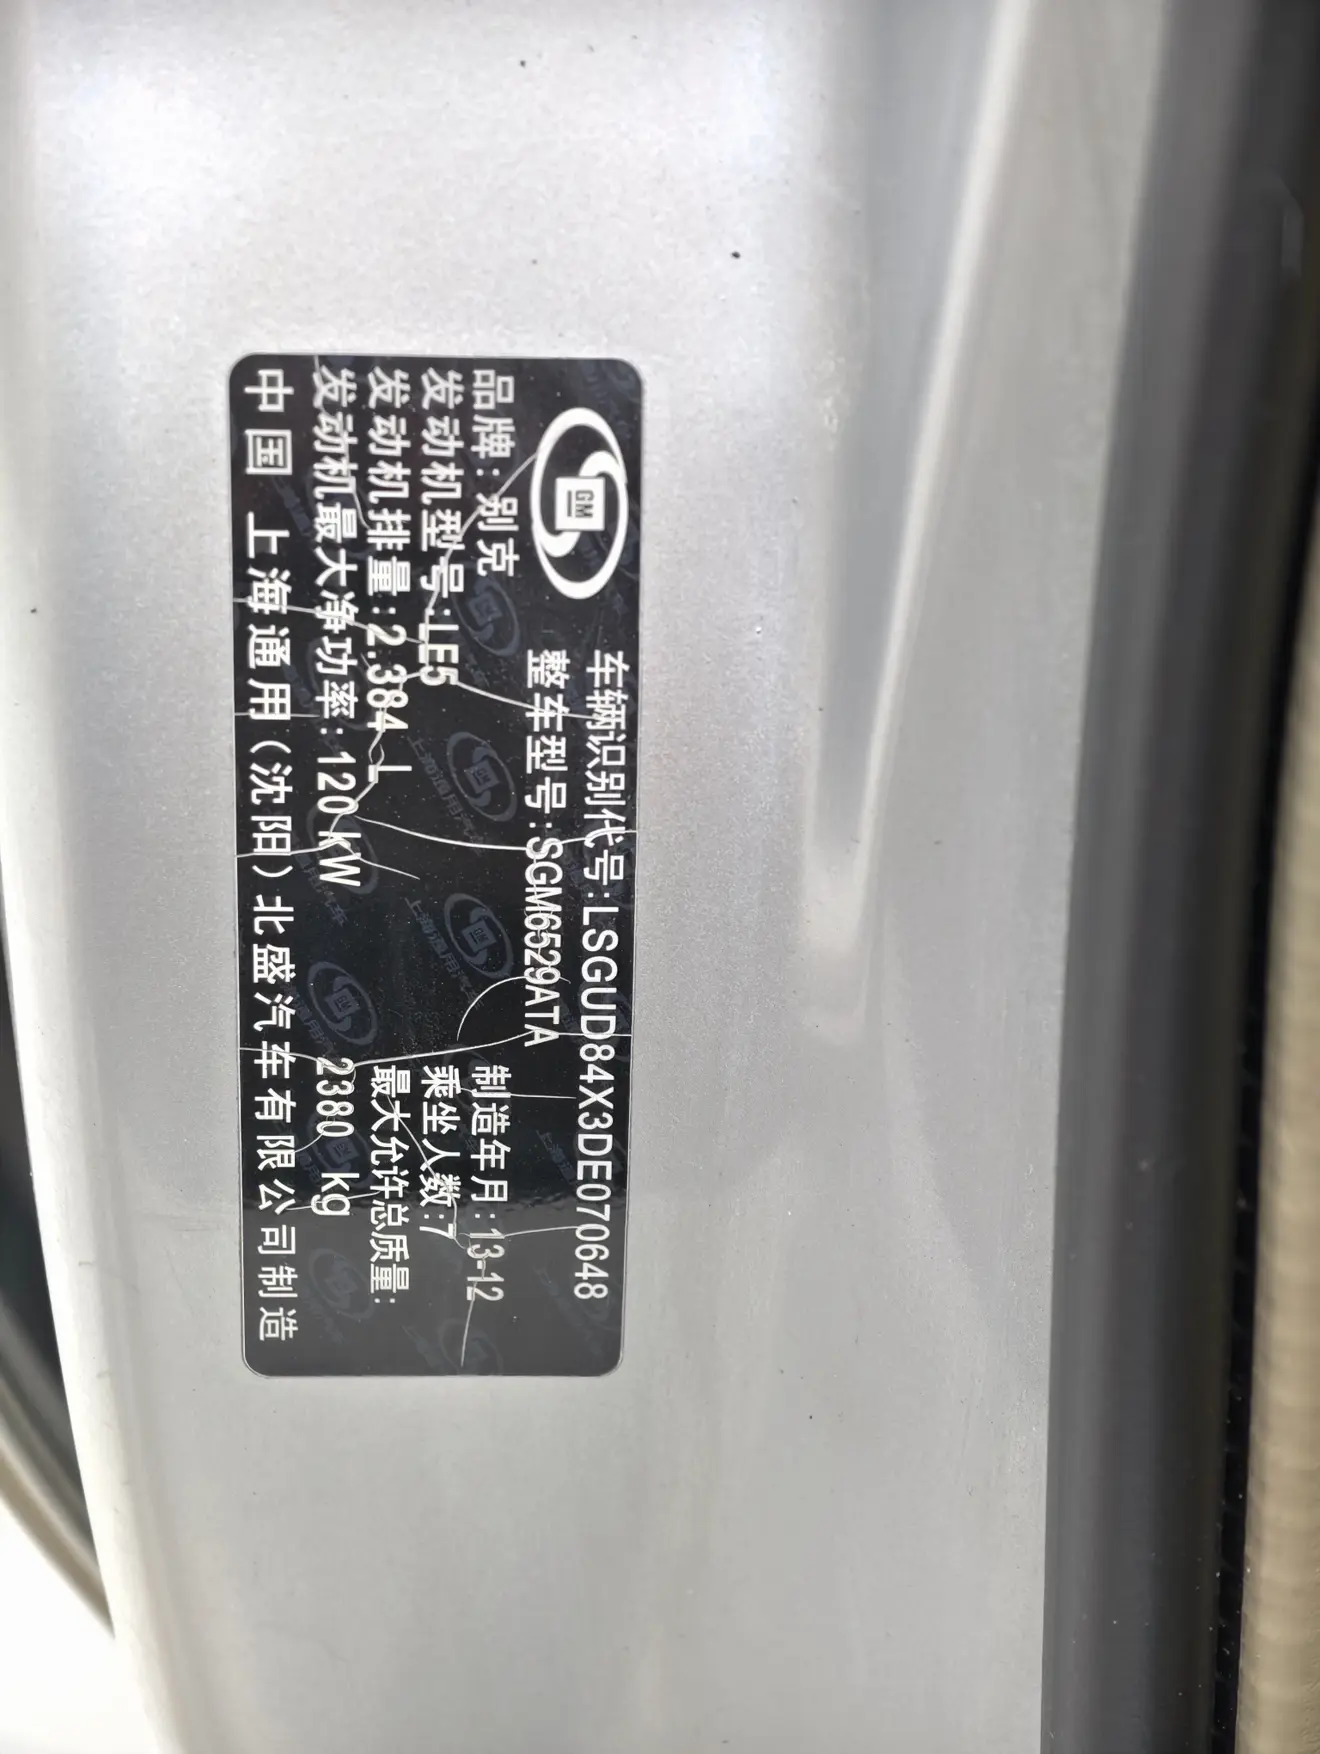 GM
车辆识别代号:LSGUD84X3DE070648
整车型号:SGM6529ATA
品牌:别克 制造年月:13-12
发动机型号:LE5 乘坐人数:7
发动机排量:2.384 L 最大允许总质量:
发动机最大净功率:120 kW 2380 kg
中国 上海通用(沈阳)北盛汽车有限公司制造